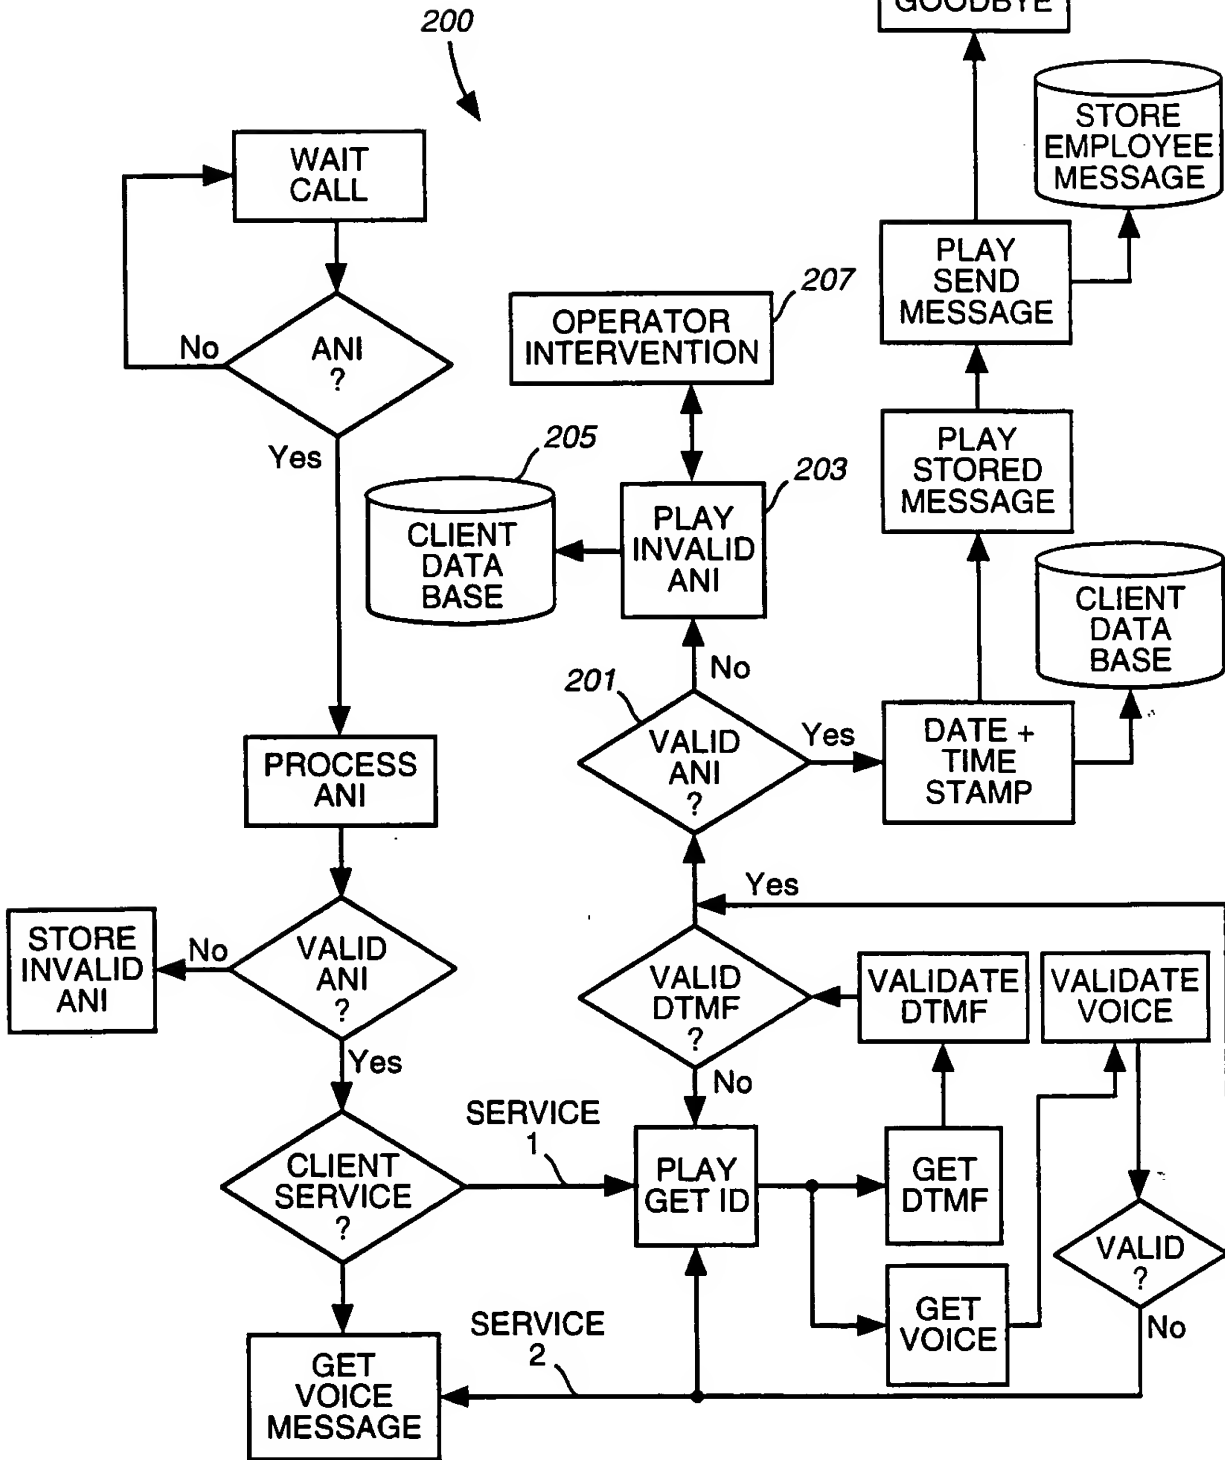 200
GOODBYE
STORE
EMPLOYEE
MESSAGE
WAIT
CALL
PLAY
SEND
MESSAGE
207
OPERATOR
INTERVENTION
No
ANI
?
Yes
205
203
PLAY
STORED
MESSAGE
CLIENT
DATA
BASE
PLAY
INVALID
ANI
CLIENT
DATA
BASE
No
201
VALID
ANI
?
Yes
DATE +
TIME
STAMP
PROCESS
ANI
Yes
STORE
INVALID
ANI
No
VALID
ANI
?
Yes
VALID
DTMF
?
No
VALIDATE
DTMF
VALIDATE
VOICE
CLIENT
SERVICE
?
SERVICE
1
PLAY
GET ID
GET
DTMF
VALID
?
No
GET
VOICE
SERVICE
2
GET
VOICE
MESSAGE